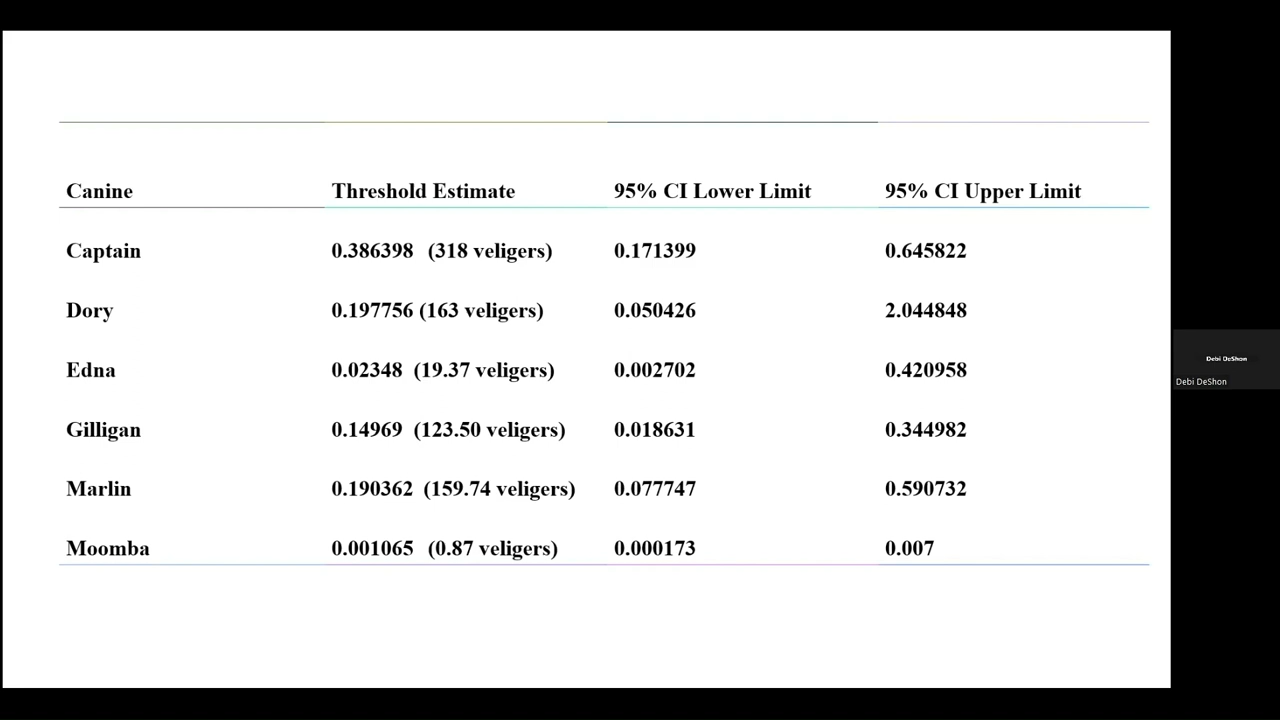 Canine Threshold Estimate 95% CI Lower Limit 95% CI Upper Limit
Captain 0.386398 (318 veligers) 0.171399 0.645822
Dory 0.197756 (163 veligers) 0.050426 2.044848
Edna 0.02348 (19.37 veligers) 0.002702 0.420958
Gilligan 0.14969 (123.50 veligers) 0.018631 0.344982
Marlin 0.190362 (159.74 veligers) 0.077747 0.590732
Moomba 0.001065 (0.87 veligers) 0.000173 0.007
Debi DeShon
Debi DeShon